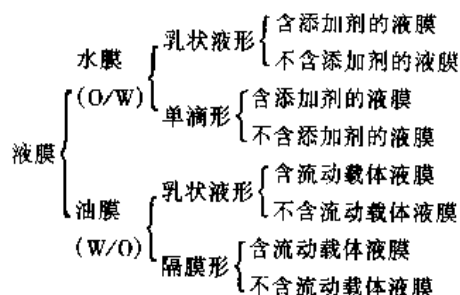 液膜
水膜
(O/W)
乳状液形
含添加剂的液膜
不含添加剂的液膜
单滴形
含添加剂的液膜
不含添加剂的液膜
油膜
(W/O)
乳状液形
含流动载体液膜
不含流动载体液膜
隔膜形
含流动载体液膜
不含流动载体液膜